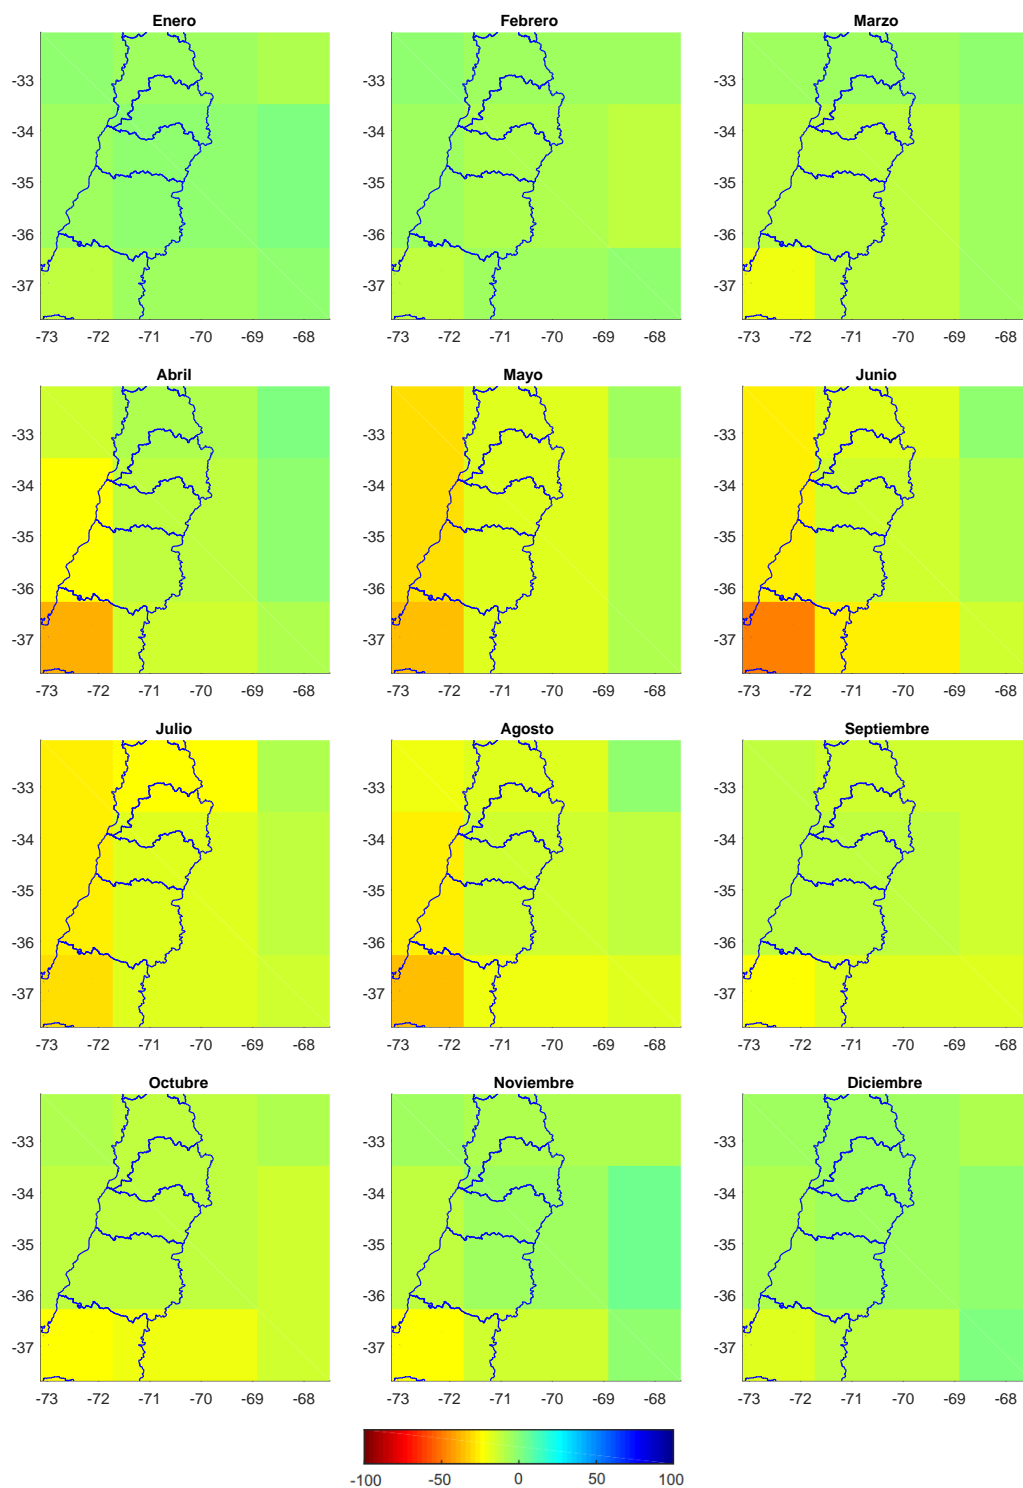 Enero Febrero Marzo
-33 -33 -33
-34 -34 -34
-35 -35 -35
-36 -36 -36
-37 -37 -37
-73 -72 -71 -70 -69 -68 -73 -72 -71 -70 -69 -68 -73 -72 -71 -70 -69 -68
Abril Mayo Junio
-33 -33 -33
-34 -34 -34
-35 -35 -35
-36 -36 -36
-37 -37 -37
-73 -72 -71 -70 -69 -68 -73 -72 -71 -70 -69 -68 -73 -72 -71 -70 -69 -68
Julio Agosto Septiembre
-33 -33 -33
-34 -34 -34
-35 -35 -35
-36 -36 -36
-37 -37 -37
-73 -72 -71 -70 -69 -68 -73 -72 -71 -70 -69 -68 -73 -72 -71 -70 -69 -68
Octubre Noviembre Diciembre
-33 -33 -33
-34 -34 -34
-35 -35 -35
-36 -36 -36
-37 -37 -37
-73 -72 -71 -70 -69 -68 -73 -72 -71 -70 -69 -68 -73 -72 -71 -70 -69 -68
-100 -50 0 50 100